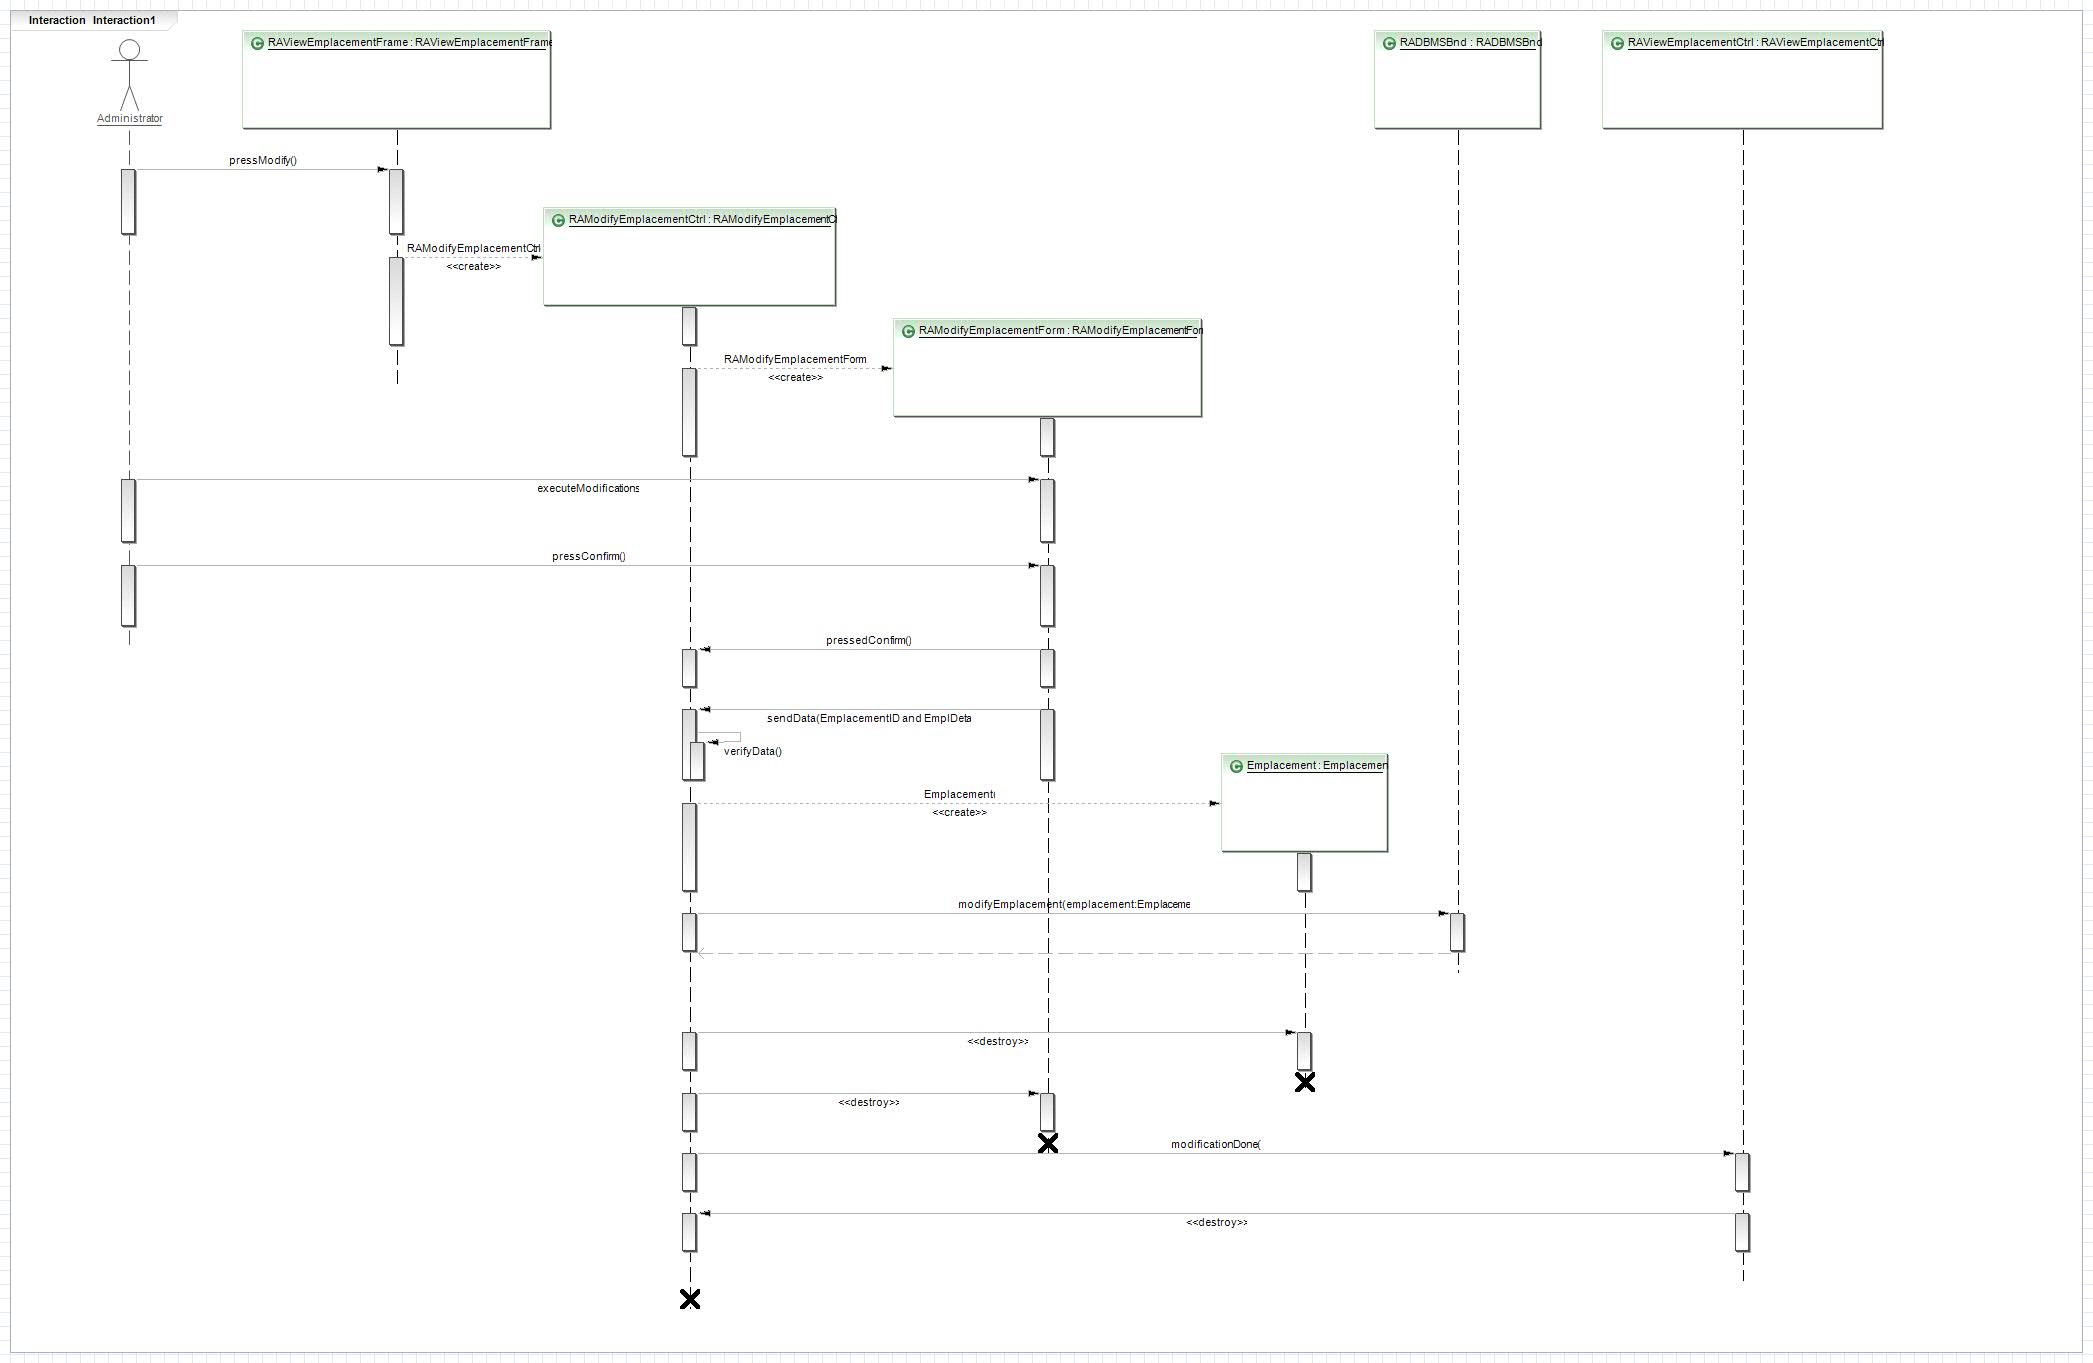 Interaction Interaction1
Administrator
RAViewEmplacementFrame : RAViewEmplacementFrame
RADBMSBnd : RADBMSBnd
RAViewEmplacementCtrl : RAViewEmplacementCtrl
pressModify()
RAModifyEmplacementCtrl : RAModifyEmplacementC
RAModifyEmplacementCtrl
<<create>>
RAModifyEmplacementForm : RAModifyEmplacementFor
RAModifyEmplacementForm
<<create>>
executeModifications
pressConfirm()
pressedConfirm()
sendData(EmplacementID and EmplDeta
verifyData()
Emplacement : Emplacemen
Emplacement(
<<create>>
modifyEmplacement(emplacement:Emplaceme
<<destroy>>
<<destroy>>
modificationDone(
<<destroy>>